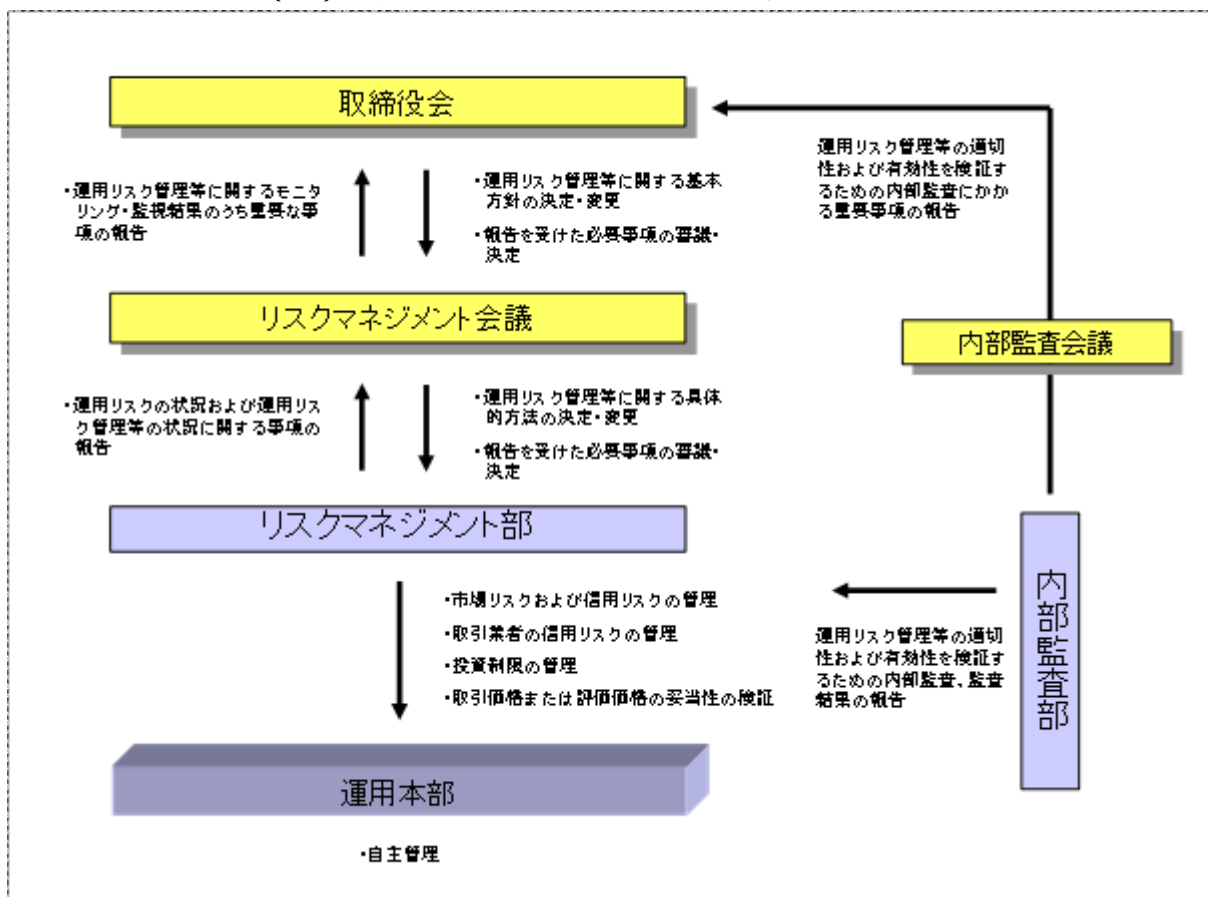 取締役会
・運用リスク管理等に関するモニタ
リング・監視結果のうち重要な事
項の報告
・運用リスク管理等に関する基本
方針の決定・変更
・報告を受けた必要事項の審議・
決定
運用リスク管理等の適切
性および有効性を検証す
るための内部監査にかか
る重要事項の報告
リスクマネジメント会議
内部監査会議
・運用リスクの状況および運用リス
ク管理等の状況に関する事項の
報告
・運用リスク管理等に関する具体
的方法の決定・変更
・報告を受けた必要事項の審議・
決定
リスクマネジメント部
・市場リスクおよび信用リスクの管理
・取引業者の信用リスクの管理
・投資制限の管理
・取引価格または評価価格の妥当性の検証
運用リスク管理等の適切
性および有効性を検証す
るための内部監査、監査
結果の報告
内部監査部
運用本部
・自主管理